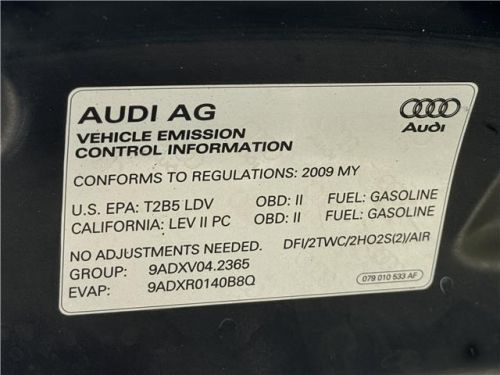 AUDI AG
VEHICLE EMISSION
CONTROL INFORMATION
Audi
CONFORMS TO REGULATIONS: 2009 MY
U.S. EPA: T2B5 LDV OBD: II FUEL: GASOLINE
CALIFORNIA: LEV II PC OBD: II FUEL: GASOLINE
NO ADJUSTMENTS NEEDED. DFI/2TWC/2HO2S(2)/AIR
GROUP: 9ADXV04.2365
EVAP: 9ADXR0140B8Q
079 010 533 AF